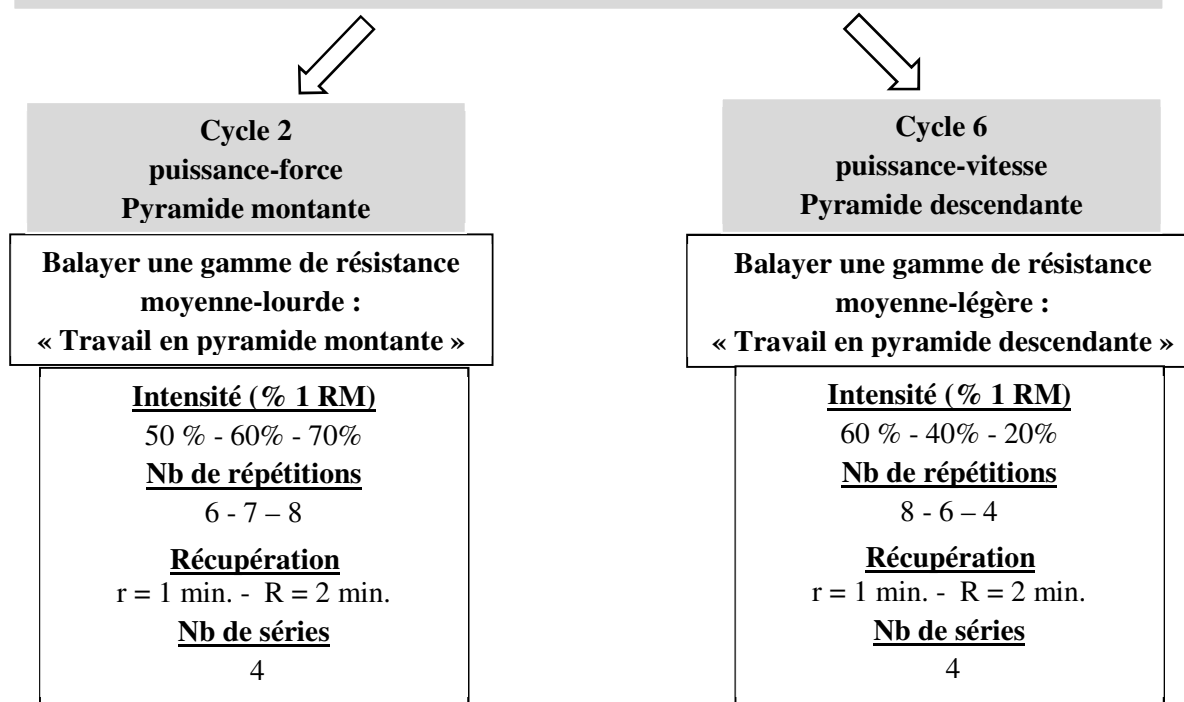 Cycle 2
puissance-force
Pyramide montante
Balayer une gamme de résistance
moyenne-lourde :
« Travail en pyramide montante »
Intensité (% 1 RM)
50 % - 60% - 70%
Nb de répétitions
6 - 7 – 8
Récupération
r = 1 min. - R = 2 min.
Nb de séries
4
Cycle 6
puissance-vitesse
Pyramide descendante
Balayer une gamme de résistance
moyenne-légère :
« Travail en pyramide descendante »
Intensité (% 1 RM)
60 % - 40% - 20%
Nb de répétitions
8 - 6 – 4
Récupération
r = 1 min. - R = 2 min.
Nb de séries
4